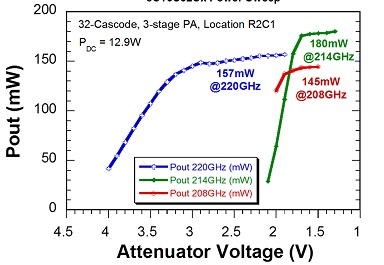 32-Cascode, 3-stage PA, Location R2C1
PDC = 12.9W
200
150
100
50
0
Pout (mW)
180mW
@214GHz
157mW
@220GHz
145mW
@208GHz
Pout 220GHz (mW)
Pout 214GHz (mW)
Pout 208GHz (mW)
4.5 4 3.5 3 2.5 2 1.5 1
Attenuator Voltage (V)